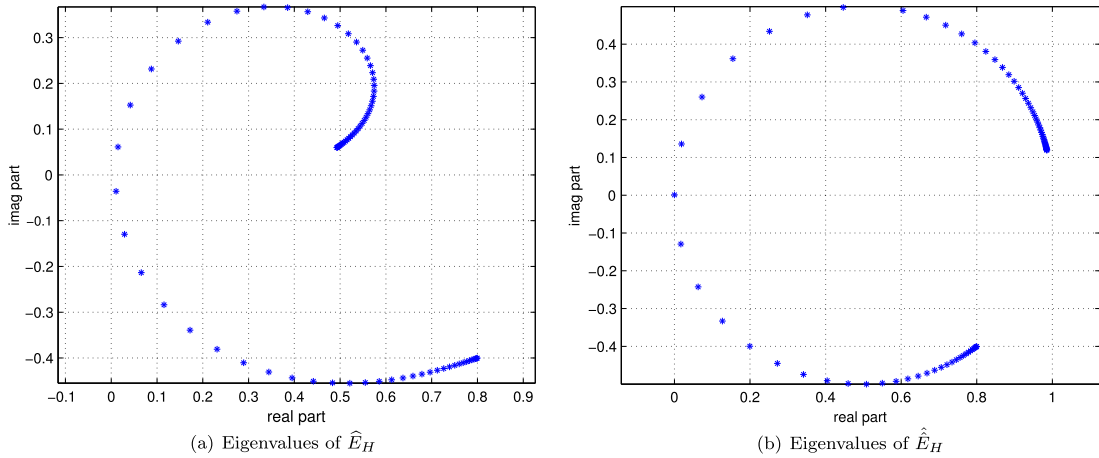 0.3
0.2
0.1
0
−0.1
−0.2
−0.3
−0.4
imag part
−0.1 0 0.1 0.2 0.3 0.4 0.5 0.6 0.7 0.8 0.9
real part
(a) Eigenvalues of Ê_H
0.4
0.3
0.2
0.1
0
−0.1
−0.2
−0.3
−0.4
imag part
0 0.2 0.4 0.6 0.8 1
real part
(b) Eigenvalues of Ê̂_H